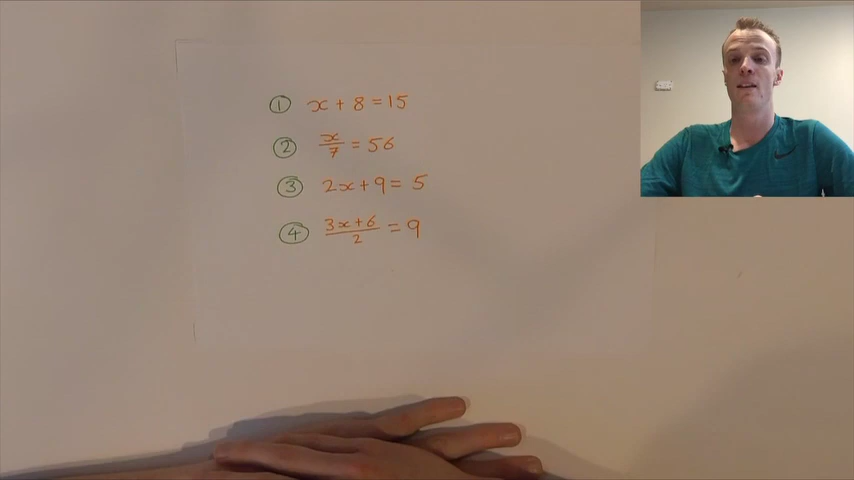 ① x + 8 = 15
② x/7 = 56
③ 2x + 9 = 5
④ (3x + 6)/2 = 9